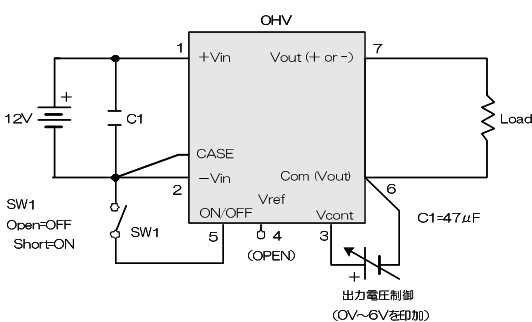 OHV
1
+Vin
Vout (+ or -)
7
+
12V
C1
Load
CASE
-Vin
2
Com (Vout)
6
SW1
Open=OFF
Short=ON
SW1
ON/OFF
5
Vref
4
(OPEN)
Vcont
3
C1=47μF
+
出力電圧制御
(0V～6Vを印加)